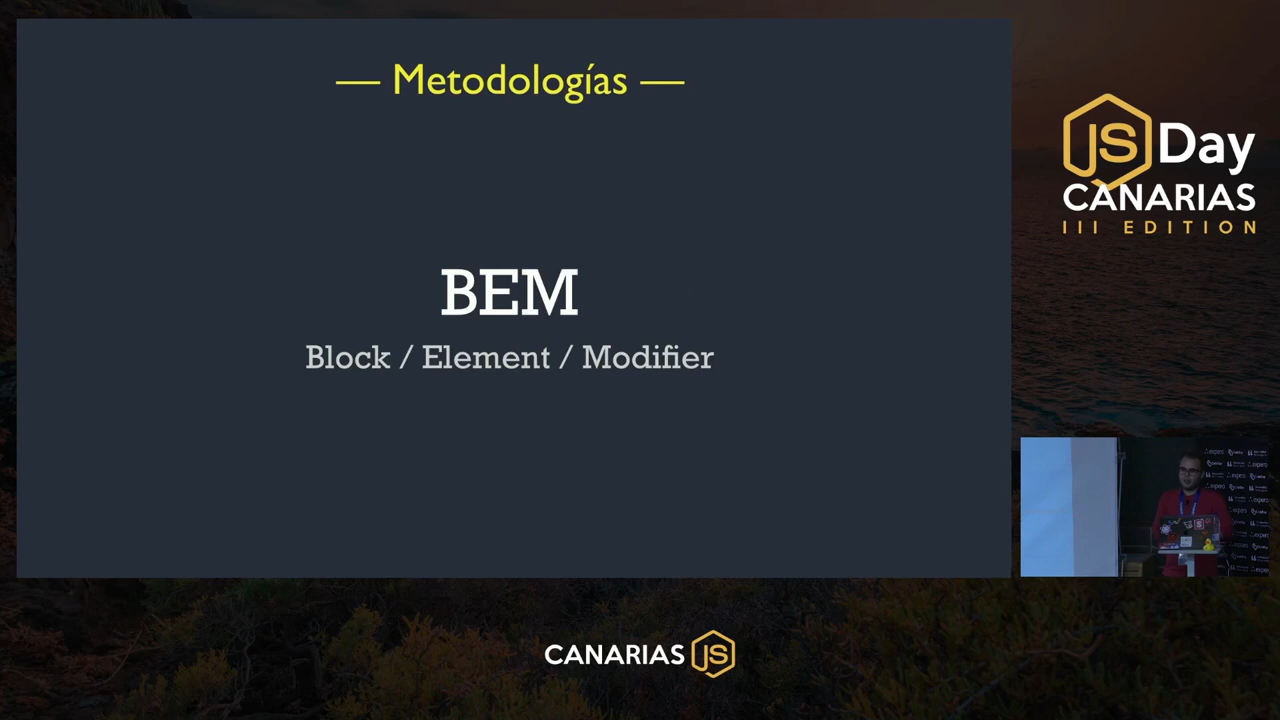 — Metodologías —
BEM
Block / Element / Modifier
JS Day
CANARIAS
III EDITION
CANARIAS JS